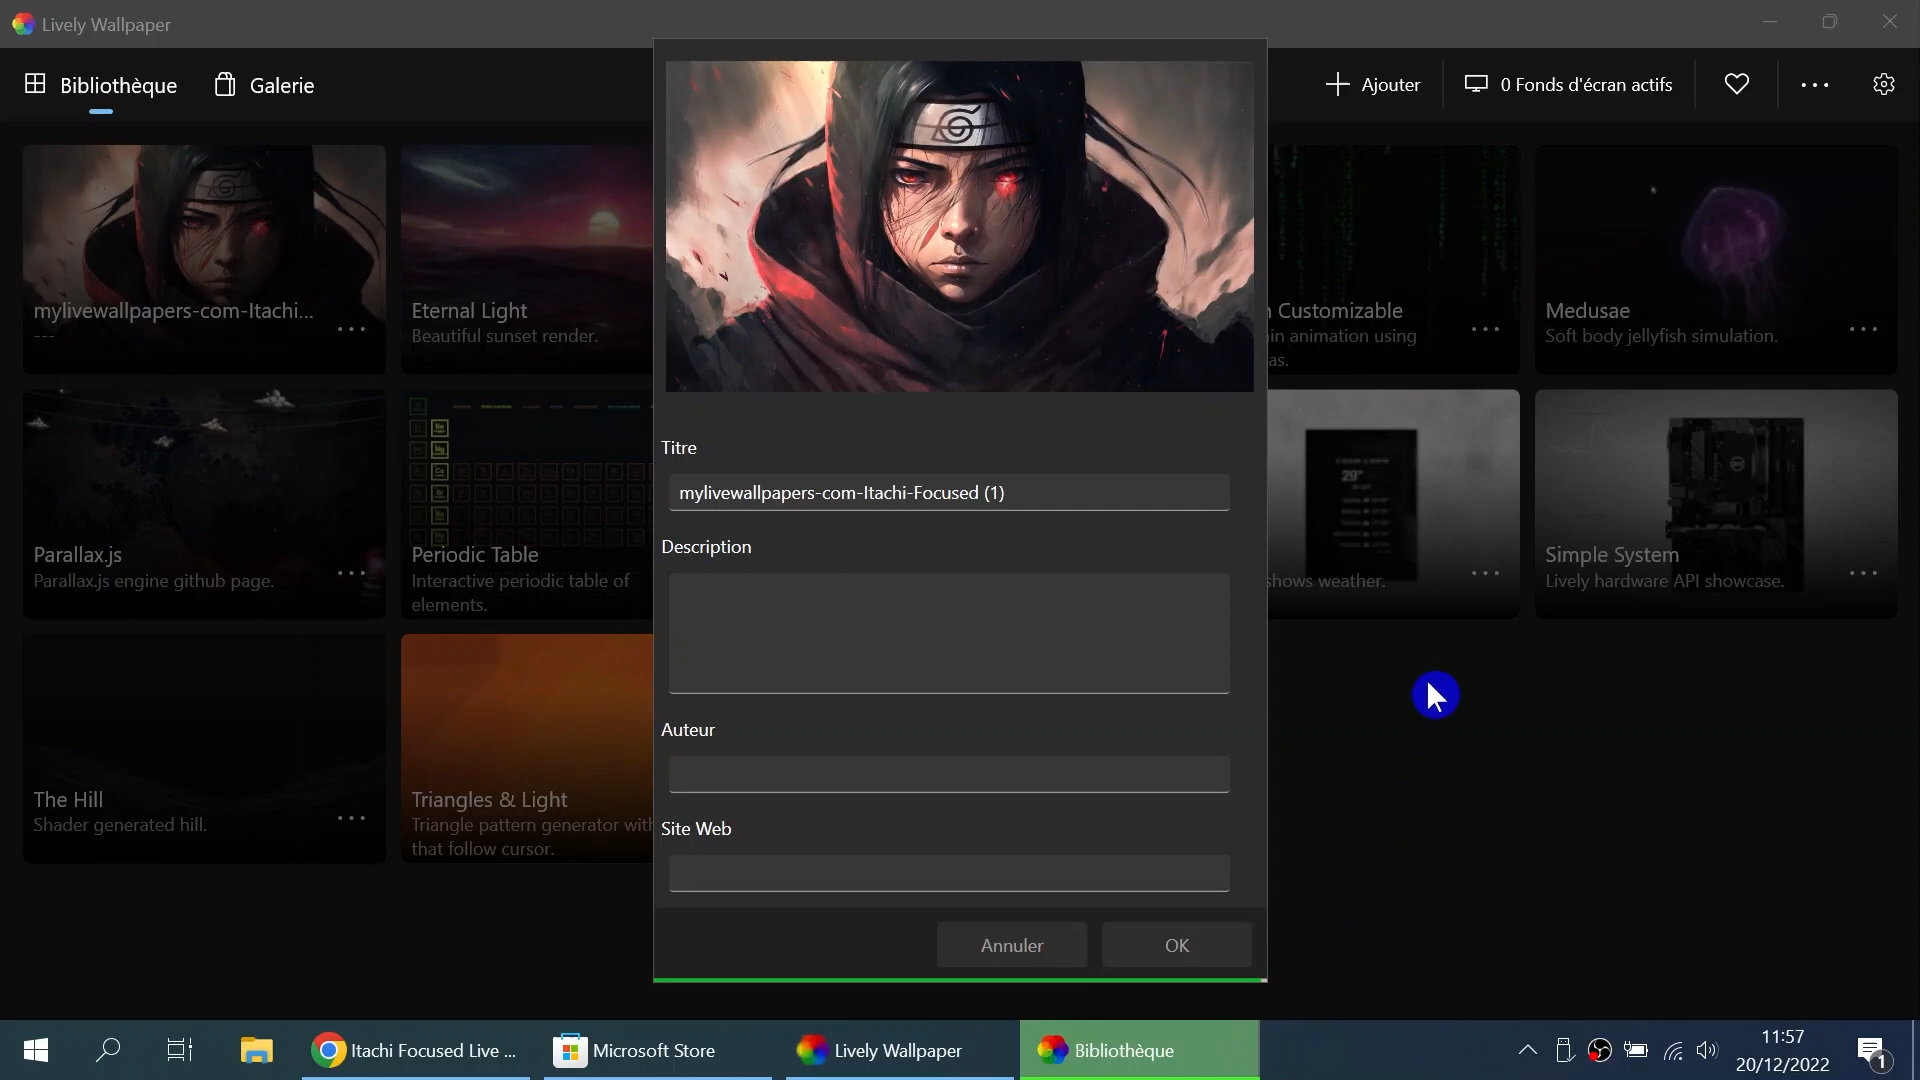 Lively Wallpaper
Bibliothèque
Galerie
Ajouter
0 Fonds d'écran actifs
mylivewallpapers-com-Itachi...
---
Eternal Light
Beautiful sunset render.
Customizable
in animation using
as.
Medusae
Soft body jellyfish simulation.
Parallax.js
Parallax.js engine github page.
Periodic Table
Interactive periodic table of
elements.
29°
shows weather.
Simple System
Lively hardware API showcase.
The Hill
Shader generated hill.
Triangles & Light
Triangle pattern generator with
that follow cursor.
Titre
mylivewallpapers-com-Itachi-Focused (1)
Description
Auteur
Site Web
Annuler
OK
Itachi Focused Live ...
Microsoft Store
Lively Wallpaper
Bibliothèque
11:57
20/12/2022
1